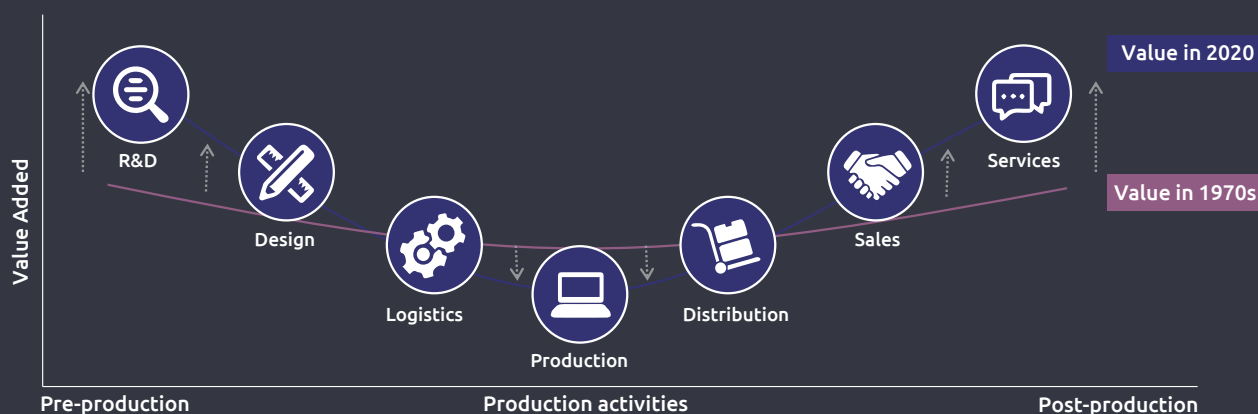 Value in 2020
R&D
Services
Value in 1970s
Value Added
Design
Sales
Logistics
Distribution
Production
Pre-production
Production activities
Post-production